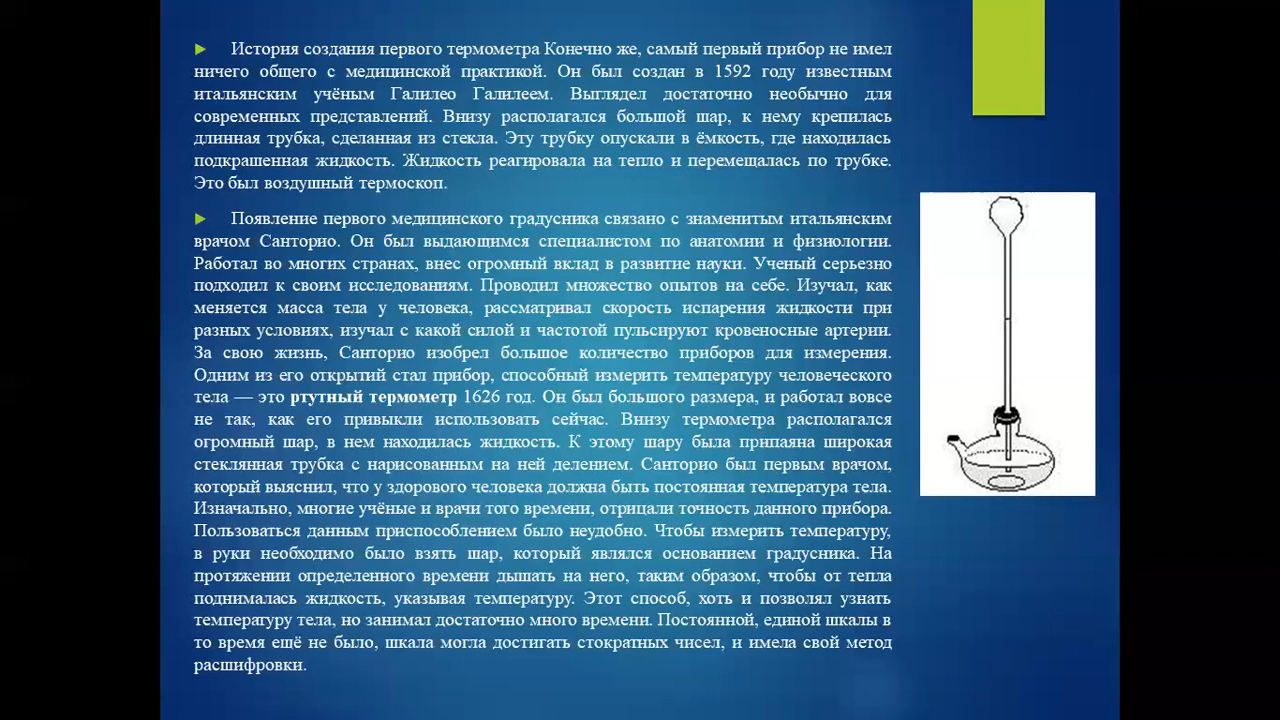 История создания первого термометра Конечно же, самый первый прибор не имел
ничего общего с медицинской практикой. Он был создан в 1592 году известным
итальянским учёным Галилео Галилеем. Выглядел достаточно необычно для
современных представлений. Внизу располагался большой шар, к нему крепилась
длинная трубка, сделанная из стекла. Эту трубку опускали в ёмкость, где находилась
подкрашенная жидкость. Жидкость реагировала на тепло и перемещалась по трубке.
Это был воздушный термоскоп.
Появление первого медицинского градусника связано с знаменитым итальянским
врачом Санторио. Он был выдающимся специалистом по анатомии и физиологии.
Работал во многих странах, внес огромный вклад в развитие науки. Ученый серьезно
подходил к своим исследованиям. Проводил множество опытов на себе. Изучал, как
меняется масса тела у человека, рассматривал скорость испарения жидкости при
разных условиях, изучал с какой силой и частотой пульсируют кровеносные артерии.
За свою жизнь, Санторио изобрел большое количество приборов для измерения.
Одним из его открытий стал прибор, способный измерить температуру человеческого
тела — это ртутный термометр 1626 год. Он был большого размера, и работал вовсе
не так, как его привыкли использовать сейчас. Внизу термометра располагался
огромный шар, в нем находилась жидкость. К этому шару была припаяна широкая
стеклянная трубка с нарисованным на ней делением. Санторио был первым врачом,
который выяснил, что у здорового человека должна быть постоянная температура тела.
Изначально, многие учёные и врачи того времени, отрицали точность данного прибора.
Пользоваться данным приспособлением было неудобно. Чтобы измерить температуру,
в руки необходимо было взять шар, который являлся основанием градусника. На
протяжении определенного времени дышать на него, таким образом, чтобы от тепла
поднималась жидкость, указывая температуру. Этот способ, хоть и позволял узнать
температуру тела, но занимал достаточно много времени. Постоянной, единой шкалы в
то время ещё не было, шкала могла достигать стократных чисел, и имела свой метод
расшифровки.